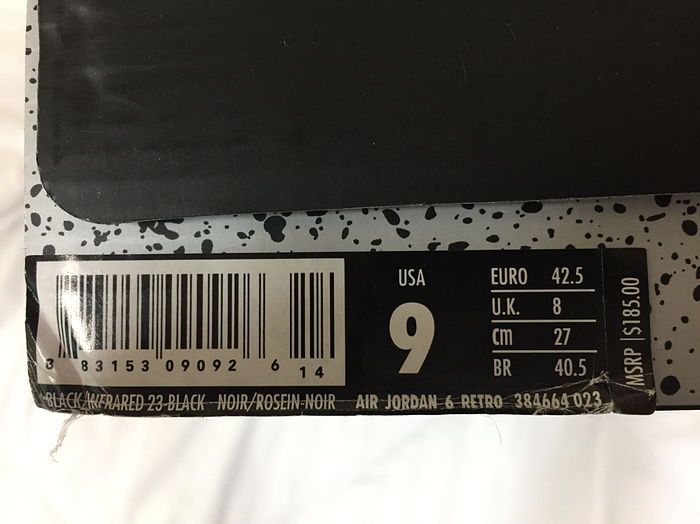 USA
9
EURO 42.5
U.K. 8
cm 27
BR 40.5
MSRP | $185.00
8 83153 09092 6 14
BLACK/INFRARED 23-BLACK NOIR/ROSEIN-NOIR AIR JORDAN 6 RETRO 384664 023